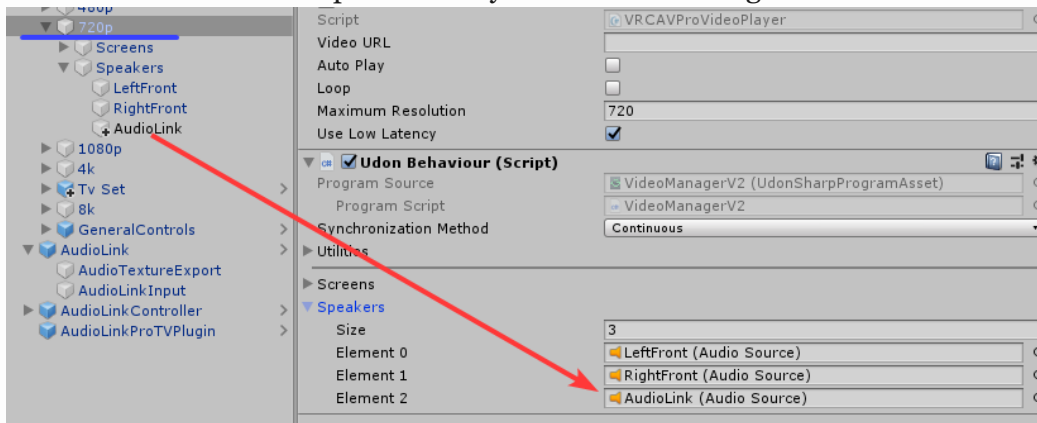 480p
720p
Screens
Speakers
LeftFront
RightFront
AudioLink
1080p
4k
Tv Set
8k
GeneralControls
AudioLink
AudioTextureExport
AudioLinkInput
AudioLinkController
AudioLinkProTVPlugin
Script VRCAVProVideoPlayer
Video URL
Auto Play
Loop
Maximum Resolution 720
Use Low Latency
Udon Behaviour (Script)
Program Source VideoManagerV2 (UdonSharpProgramAsset)
Program Script VideoManagerV2
Synchronization Method Continuous
Utilities
Screens
Speakers
Size 3
Element 0 LeftFront (Audio Source)
Element 1 RightFront (Audio Source)
Element 2 AudioLink (Audio Source)